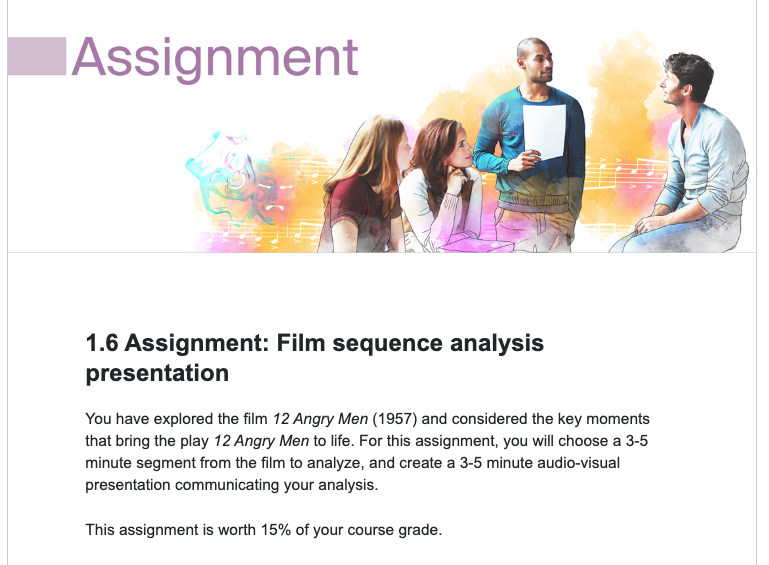 Assignment
1.6 Assignment: Film sequence analysis
presentation
You have explored the film 12 Angry Men (1957) and considered the key moments
that bring the play 12 Angry Men to life. For this assignment, you will choose a 3-5
minute segment from the film to analyze, and create a 3-5 minute audio-visual
presentation communicating your analysis.
This assignment is worth 15% of your course grade.